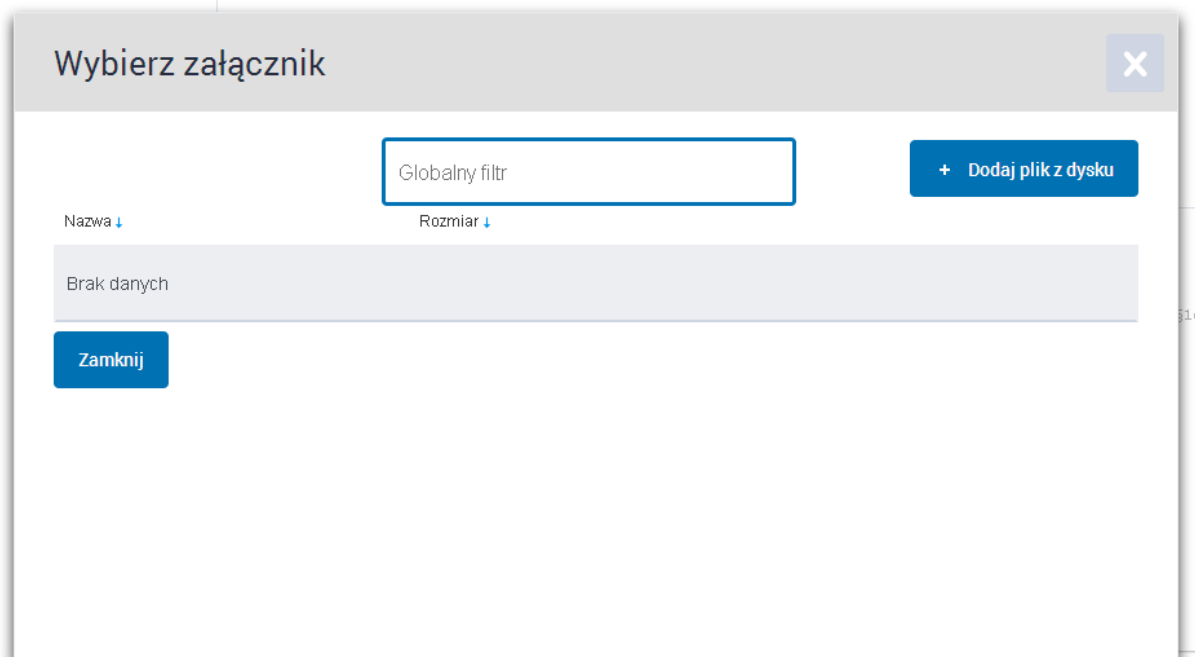 Wybierz załącznik
Globalny filtr
+ Dodaj plik z dysku
Nazwa ↓ Rozmiar ↓
Brak danych
Zamknij